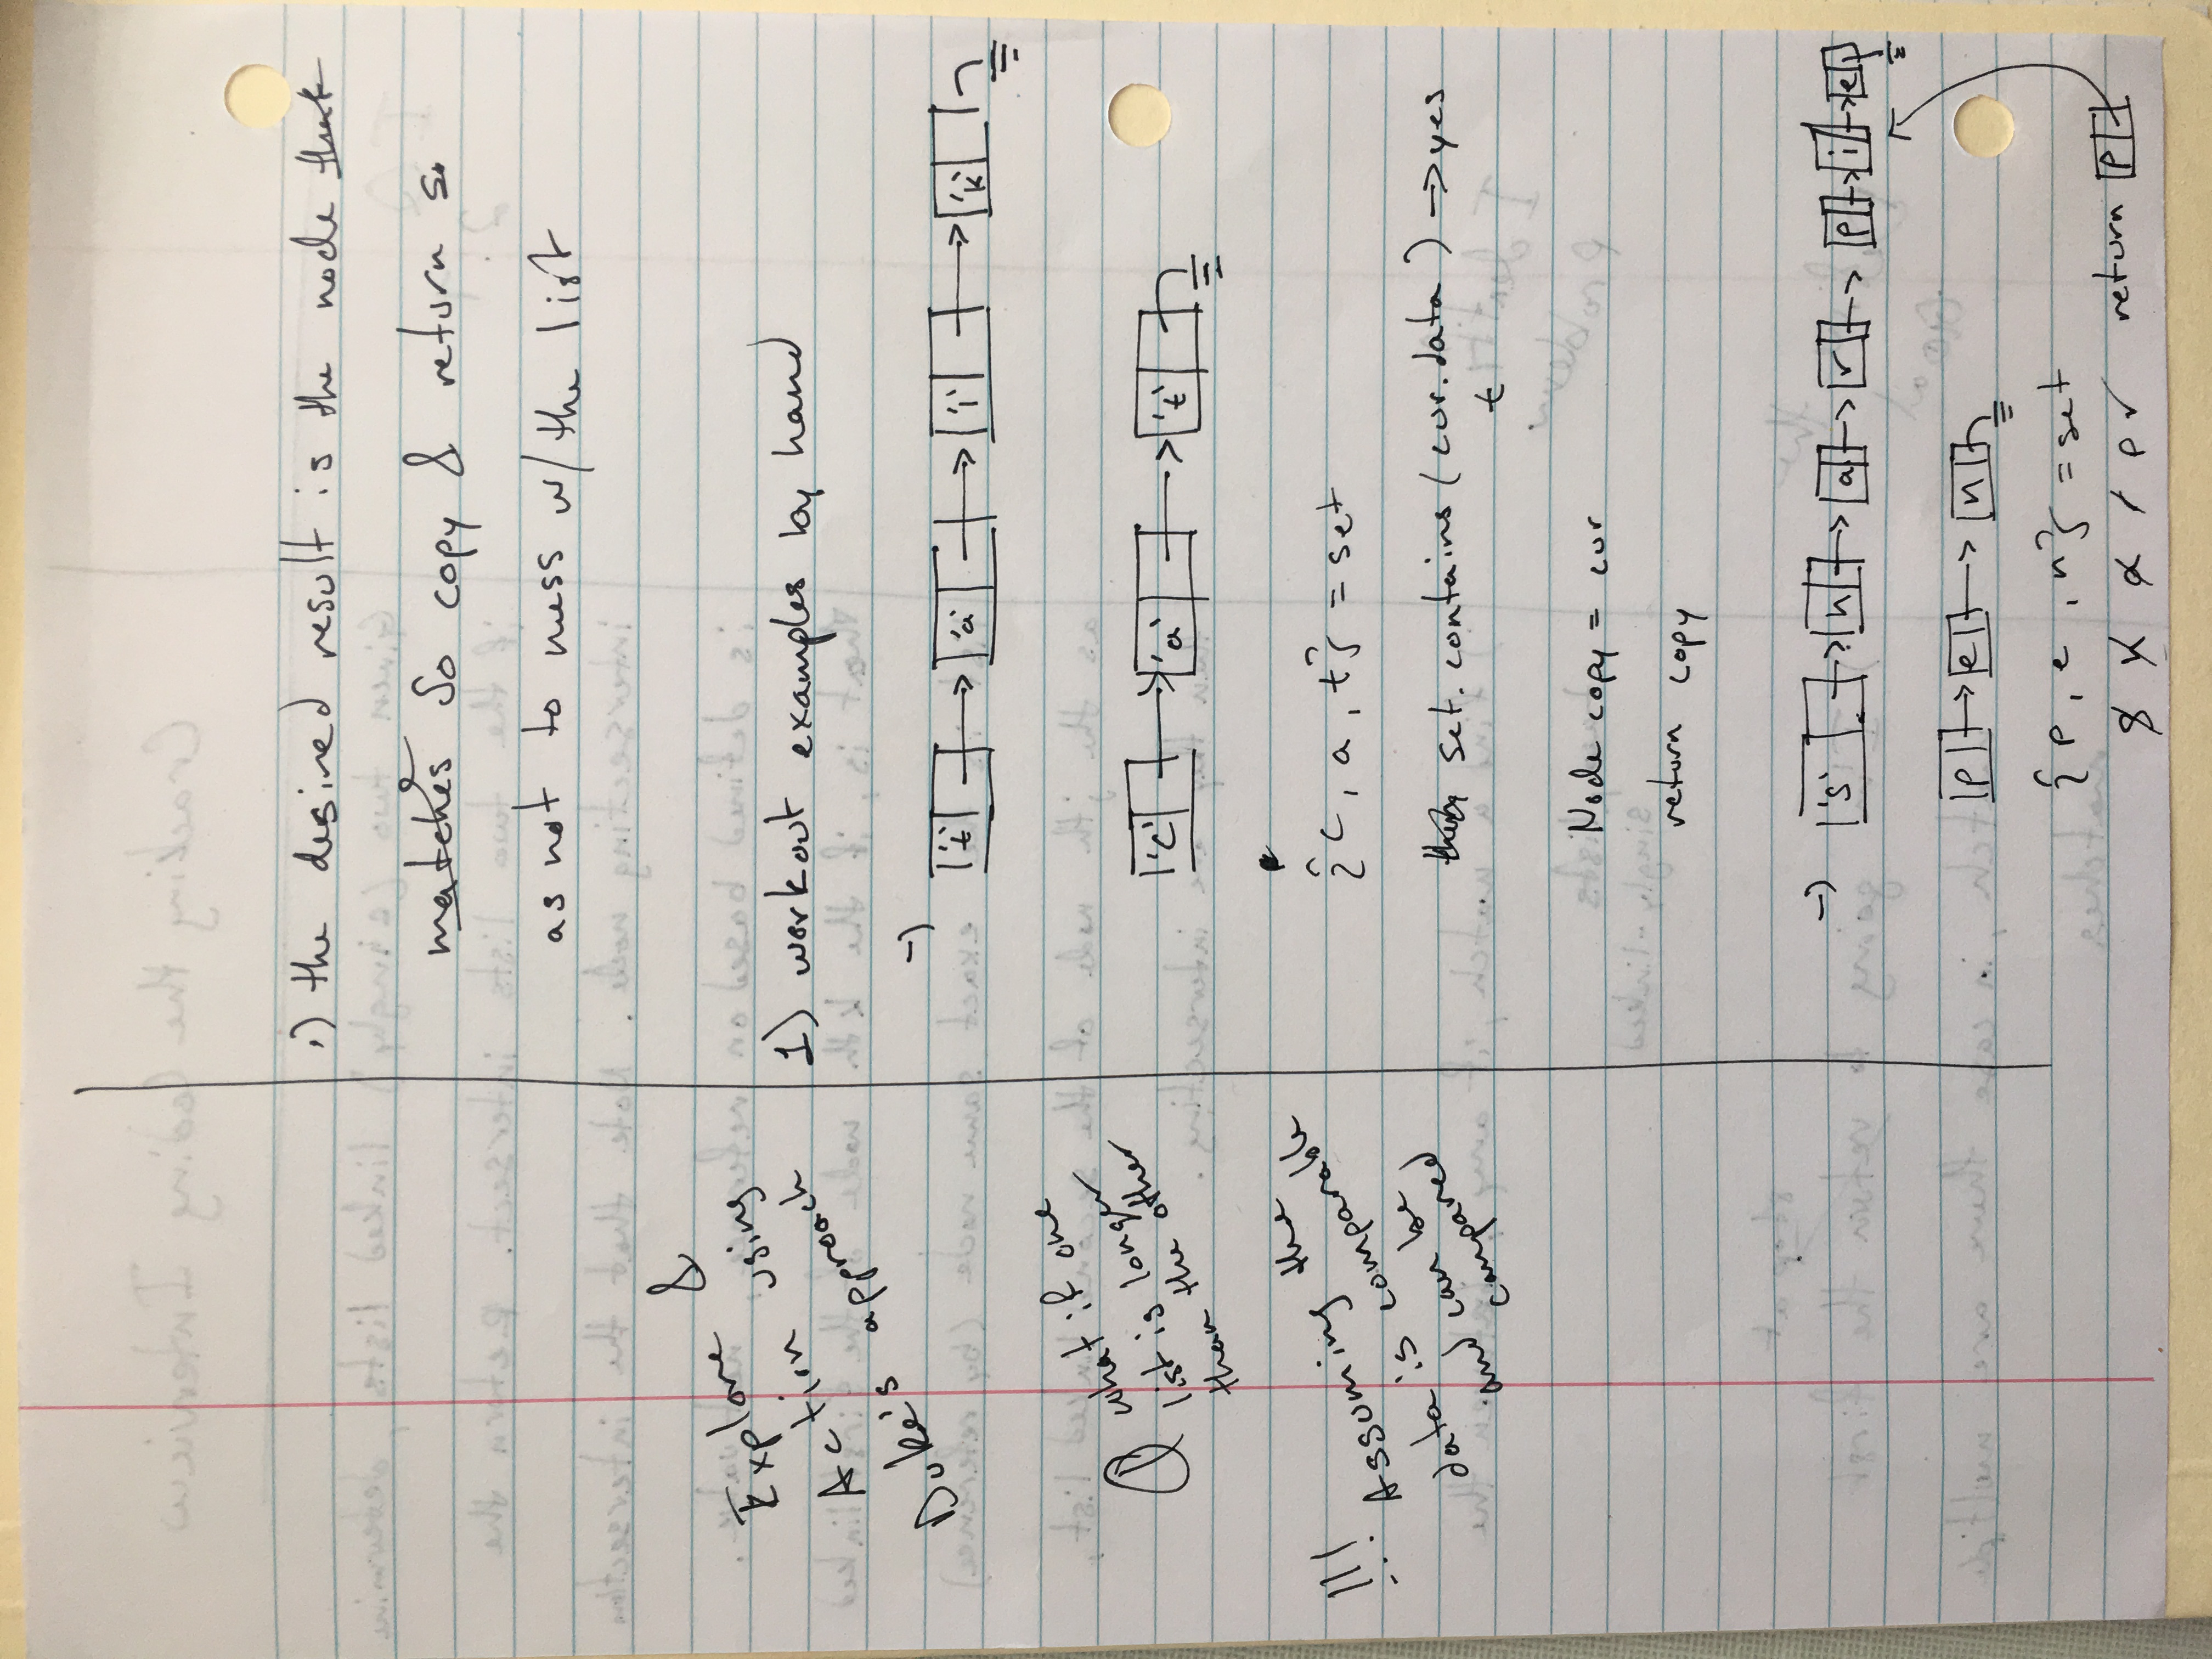 1) the desired result is the node that
matches So copy & return so
as not to mess w/ the list
Explore &
Action using
Duke's approach
1) workout examples by hand
-) 't' 'a' 'l' 'k'
Q what if one
list is longer
than the other
'c' 'a' 't'
!!! Assuming the
data is comparable
and can be
compared
{c, a, t} = set
then set.contains(cur.data) → yes
t
Node copy = cur
return copy
-) 's' n a r p i e
p e n
{p, e, n} = set
s n a r p ✓ return p